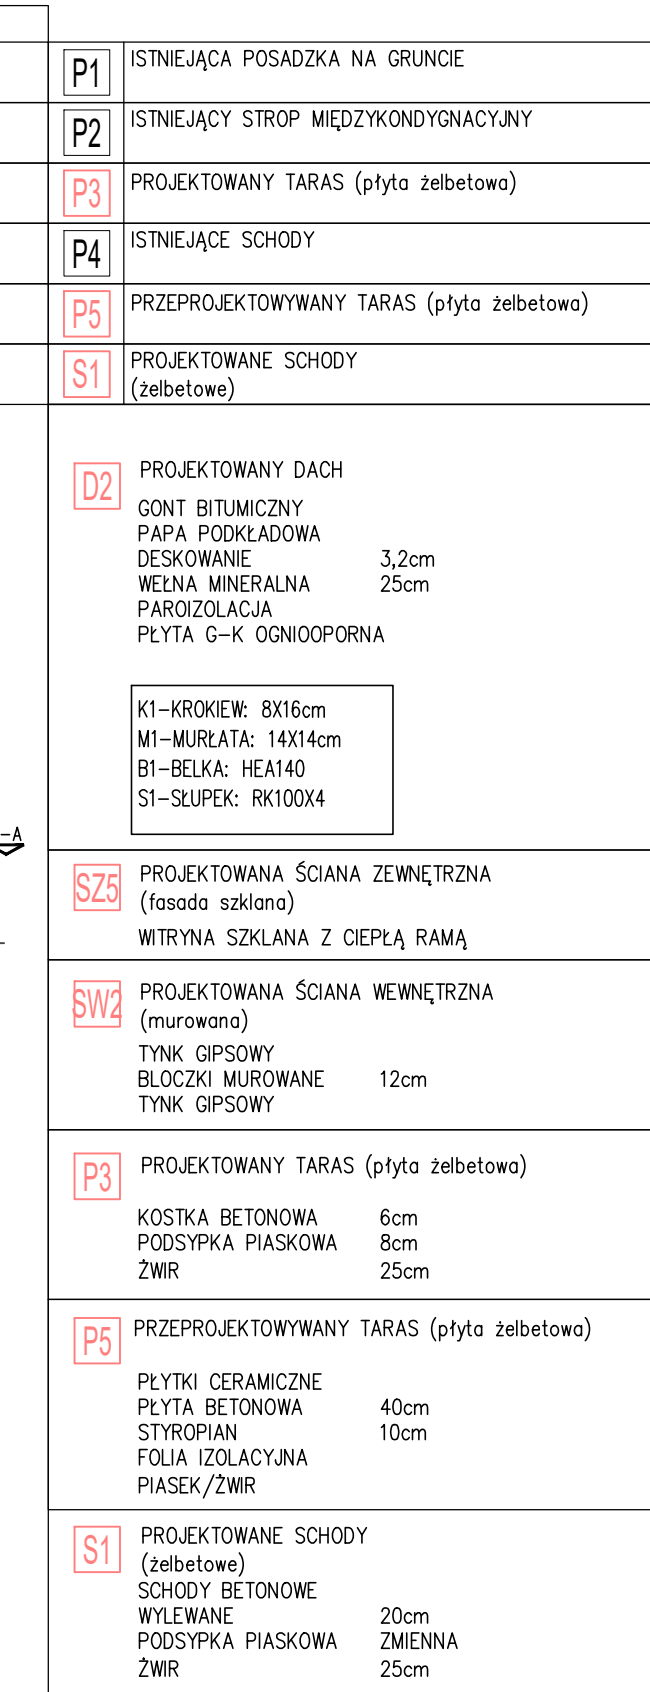 P1 ISTNIEJĄCA POSADZKA NA GRUNCIE
P2 ISTNIEJĄCY STROP MIĘDZYKONDYGNACYJNY
P3 PROJEKTOWANY TARAS (płyta żelbetowa)
P4 ISTNIEJĄCE SCHODY
P5 PRZEPROJEKTOWYWANY TARAS (płyta żelbetowa)
S1 PROJEKTOWANE SCHODY
(żelbetowe)
D2 PROJEKTOWANY DACH
GONT BITUMICZNY
PAPA PODKŁADOWA
DESKOWANIE 3,2cm
WEŁNA MINERALNA 25cm
PAROIZOLACJA
PŁYTA G-K OGNIOOPORNA
K1-KROKIEW: 8X16cm
M1-MURŁATA: 14X14cm
B1-BELKA: HEA140
S1-SŁUPEK: RK100X4
-A
SZ5 PROJEKTOWANA ŚCIANA ZEWNĘTRZNA
(fasada szklana)
WITRYNA SZKLANA Z CIEPŁĄ RAMĄ
SW2 PROJEKTOWANA ŚCIANA WEWNĘTRZNA
(murowana)
TYNK GIPSOWY
BLOCZKI MUROWANE 12cm
TYNK GIPSOWY
P3 PROJEKTOWANY TARAS (płyta żelbetowa)
KOSTKA BETONOWA 6cm
PODSYPKA PIASKOWA 8cm
ŻWIR 25cm
P5 PRZEPROJEKTOWYWANY TARAS (płyta żelbetowa)
PŁYTKI CERAMICZNE
PŁYTA BETONOWA 40cm
STYROPIAN 10cm
FOLIA IZOLACYJNA
PIASEK/ŻWIR
S1 PROJEKTOWANE SCHODY
(żelbetowe)
SCHODY BETONOWE
WYLEWANE 20cm
PODSYPKA PIASKOWA ZMIENNA
ŻWIR 25cm